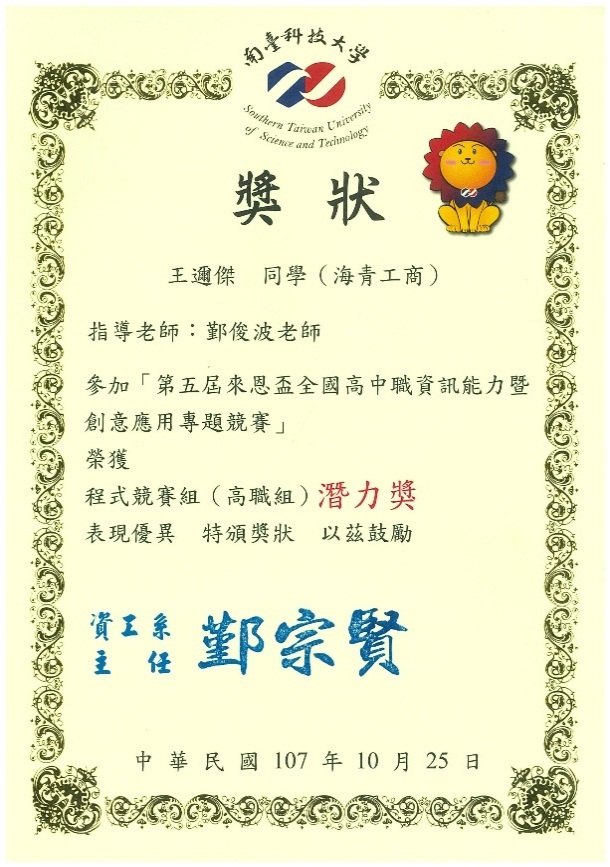 南臺科技大學
Southern Taiwan University
of Science and Technology
獎狀
王邇傑　同學（海青工商）
指導老師：鄞俊波老師
參加「第五屆來恩盃全國高中職資訊能力暨
創意應用專題競賽」
榮獲
程式競賽組（高職組）潛力獎
表現優異　特頒獎狀　以茲鼓勵
資工系
主任　鄞宗賢
中華民國 107 年 10 月 25 日